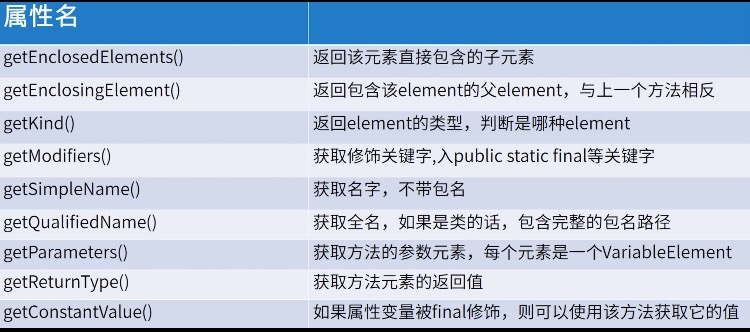 属性名
getEnclosedElements() 返回该元素直接包含的子元素
getEnclosingElement() 返回包含该element的父element，与上一个方法相反
getKind() 返回element的类型，判断是哪种element
getModifiers() 获取修饰关键字,入public static final等关键字
getSimpleName() 获取名字，不带包名
getQualifiedName() 获取全名，如果是类的话，包含完整的包名路径
getParameters() 获取方法的参数元素，每个元素是一个VariableElement
getReturnType() 获取方法元素的返回值
getConstantValue() 如果属性变量被final修饰，则可以使用该方法获取它的值